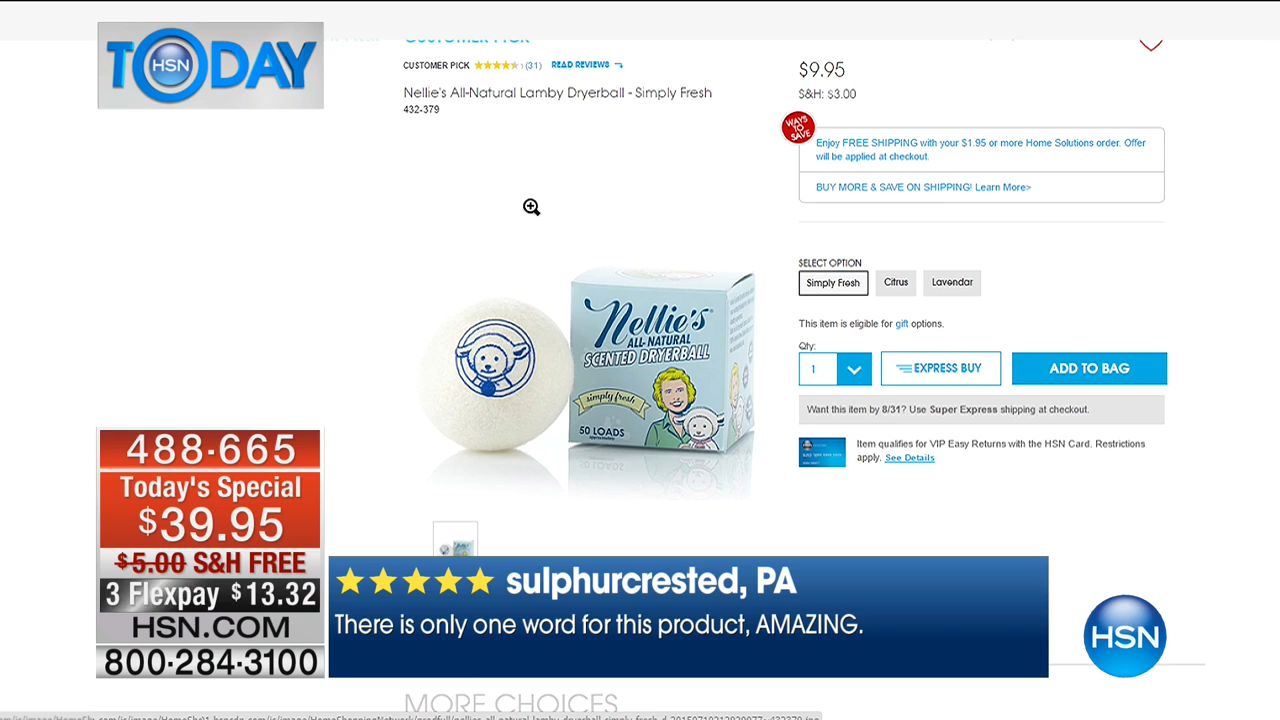 TODAY
HSN
CUSTOMER PICK
CUSTOMER PICK (31) READ REVIEWS
Nellie's All-Natural Lamby Dryerball - Simply Fresh
432-379
$9.95
S&H: $3.00
WAYS
TO
SAVE
Enjoy FREE SHIPPING with your $1.95 or more Home Solutions order. Offer
will be applied at checkout.
BUY MORE & SAVE ON SHIPPING! Learn More>
SELECT OPTION
Simply Fresh Citrus Lavendar
This item is eligible for gift options.
Qty:
1 EXPRESS BUY ADD TO BAG
Want this item by 8/31? Use Super Express shipping at checkout.
Item qualifies for VIP Easy Returns with the HSN Card. Restrictions
apply. See Details
Nellie's
ALL-NATURAL
SCENTED DRYERBALL
simply fresh
50 LOADS
approximately
488-665
Today's Special
$39.95
$5.00 S&H FREE
3 Flexpay $13.32
HSN.COM
800-284-3100
sulphurcrested, PA
There is only one word for this product, AMAZING.
HSN
MORE CHOICES